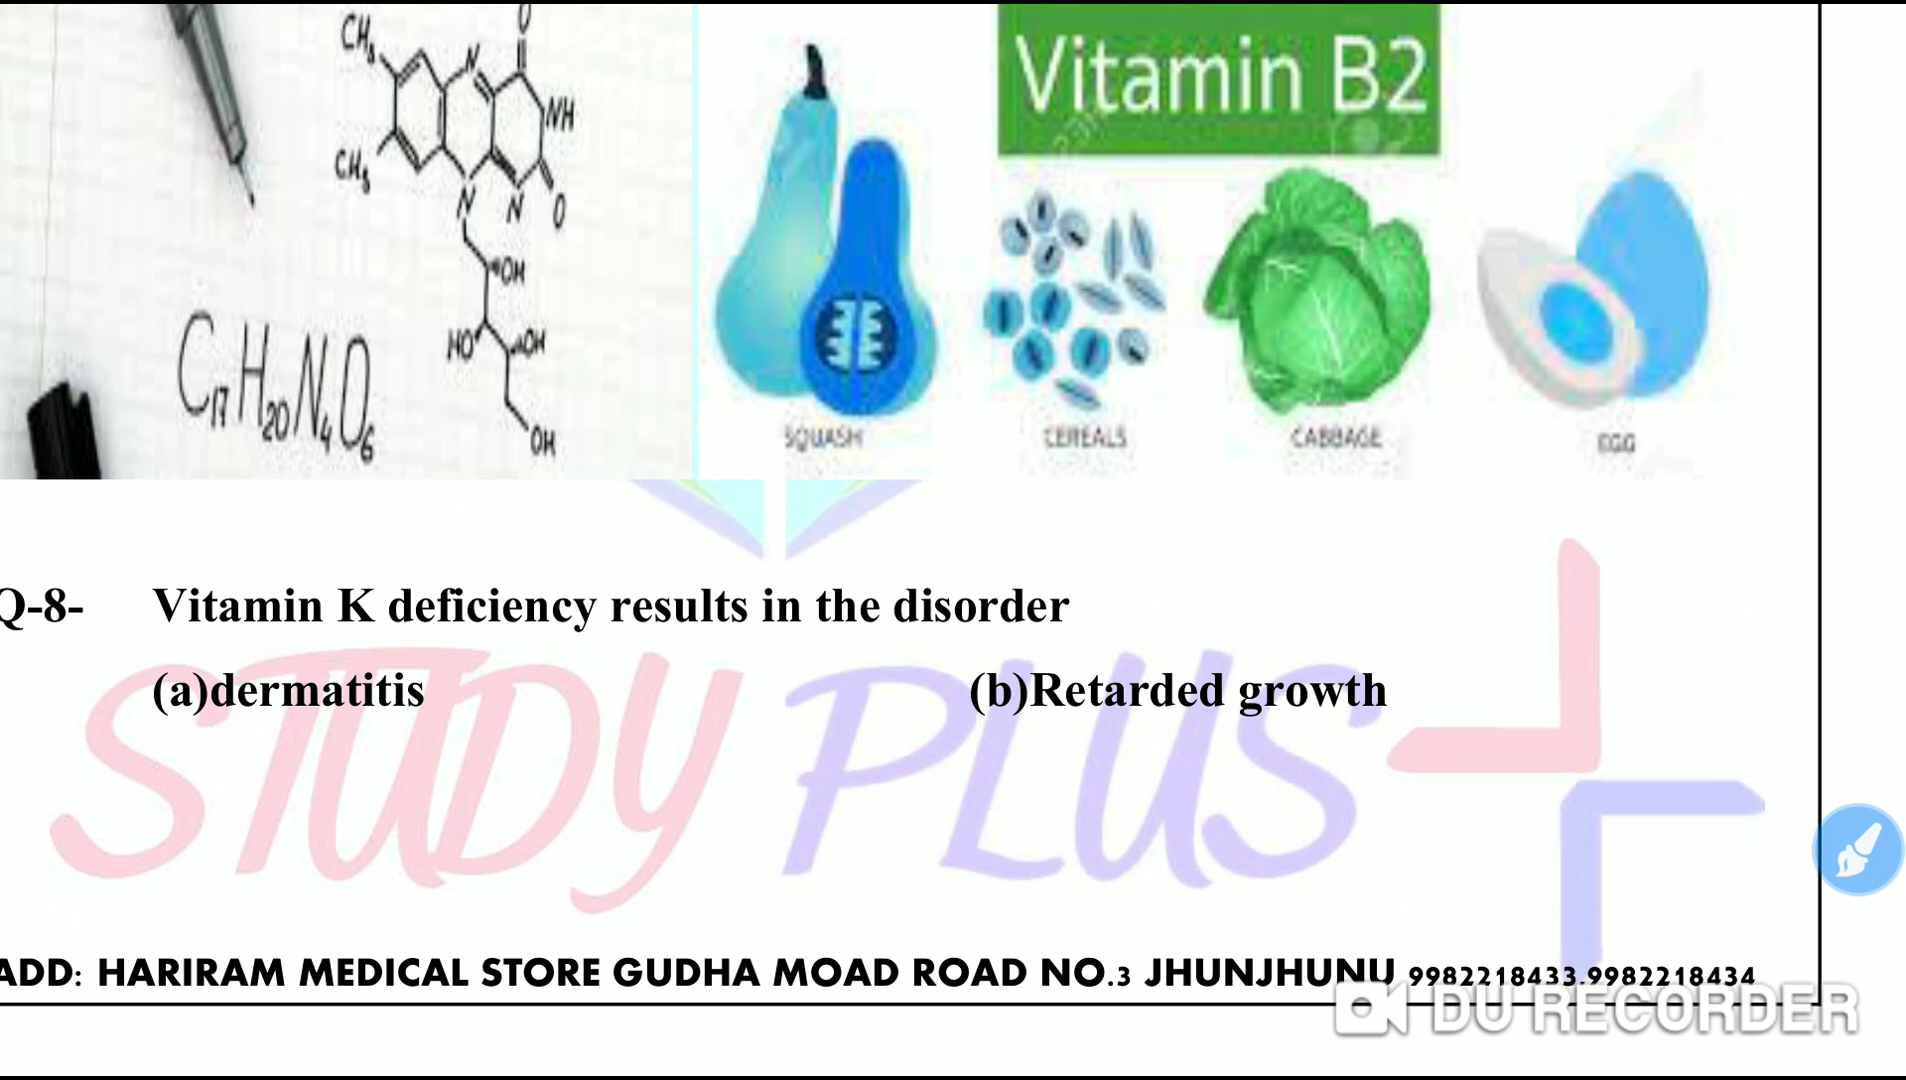 Vitamin B2
CH3
N
O
NH
CH3
N
N
O
OH
HO
OH
OH
C17H20N4O6
SQUASH
CEREALS
CABBAGE
EGG
Q-8- Vitamin K deficiency results in the disorder
(a)dermatitis (b)Retarded growth
STUDY PLUS
ADD: HARIRAM MEDICAL STORE GUDHA MOAD ROAD NO.3 JHUNJHUNU 9982218433,9982218434
DU RECORDER